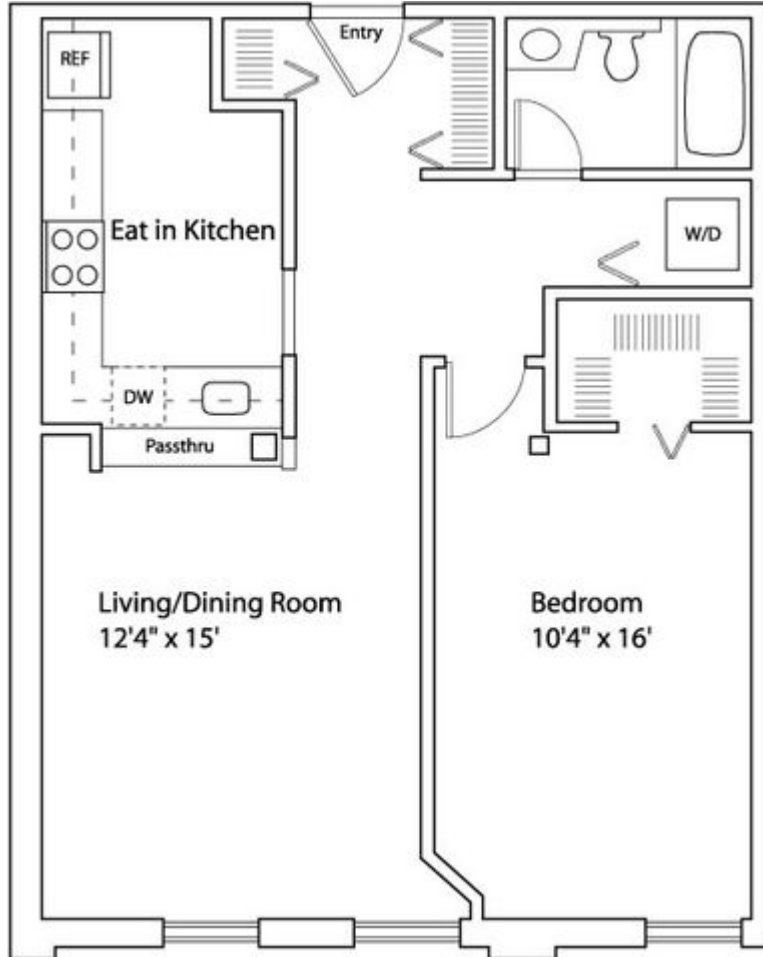 Entry
REF
Eat in Kitchen
W/D
DW
Passthru
Living/Dining Room
12'4" x 15'
Bedroom
10'4" x 16'